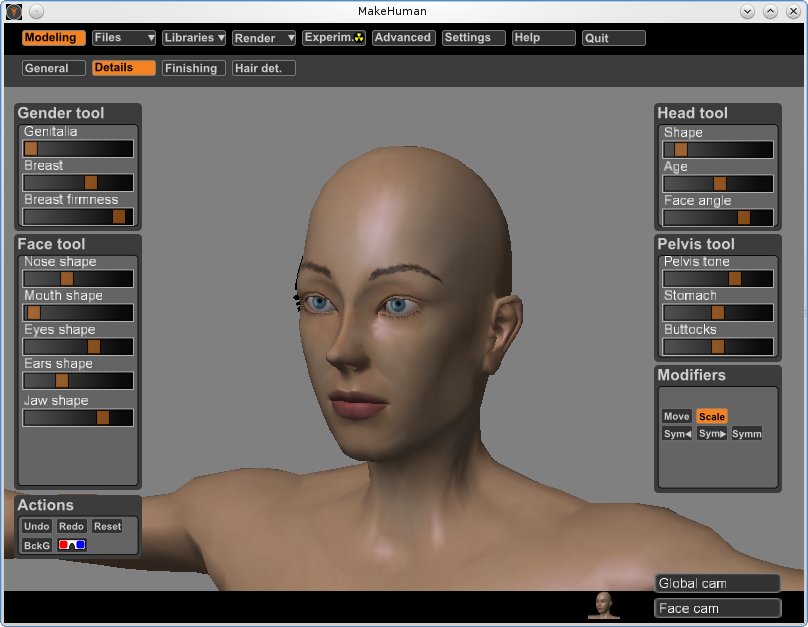 MakeHuman
Modeling Files Libraries Render Experim. Advanced Settings Help Quit
General Details Finishing Hair det.
Gender tool
Genitalia
Breast
Breast firmness
Face tool
Nose shape
Mouth shape
Eyes shape
Ears shape
Jaw shape
Actions
Undo Redo Reset
BckG
Head tool
Shape
Age
Face angle
Pelvis tool
Pelvis tone
Stomach
Buttocks
Modifiers
Move Scale
Sym◀ Sym▶ Symm
Global cam
Face cam